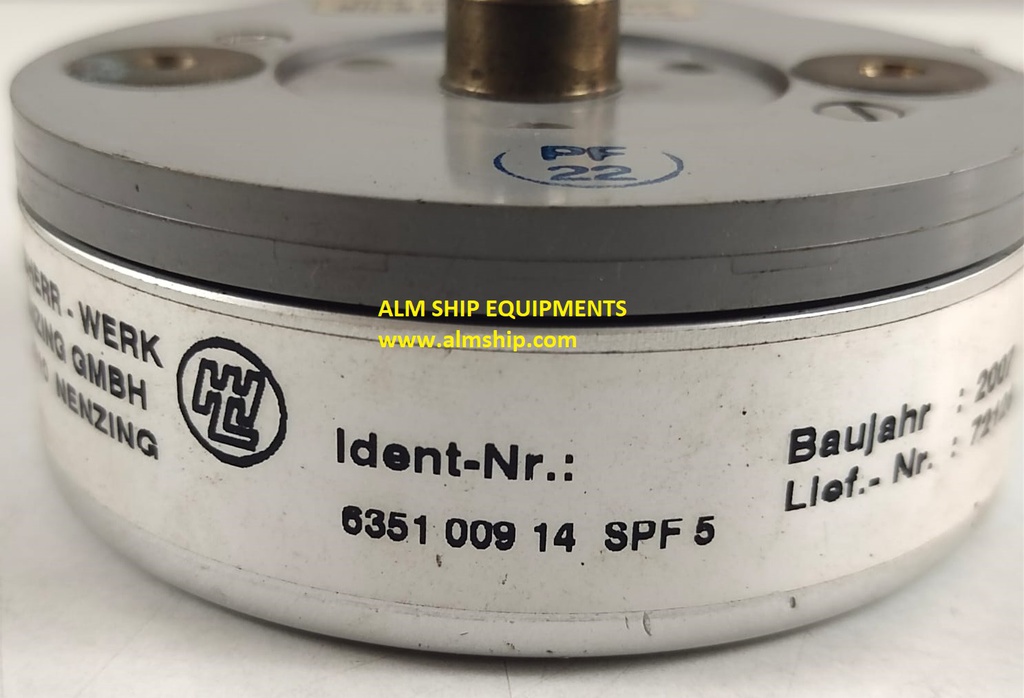 PF
22
ALM SHIP EQUIPMENTS
www.almship.com
WERK
GMBH
NENZING
Ident-Nr.:
6351 009 14 SPF 5
Baujahr : 2007
Lief.- Nr. :